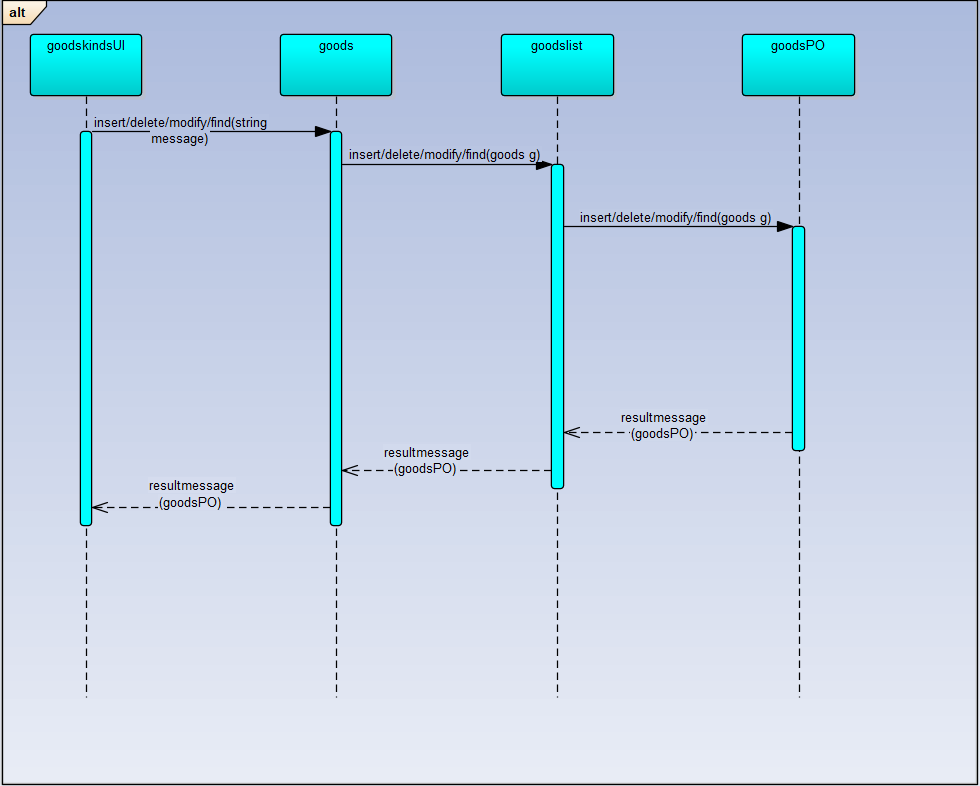 alt
goodskindsUI
goods
goodslist
goodsPO
insert/delete/modify/find(string
message)
insert/delete/modify/find(goods g)
insert/delete/modify/find(goods g)
resultmessage
(goodsPO)
resultmessage
(goodsPO)
resultmessage
(goodsPO)